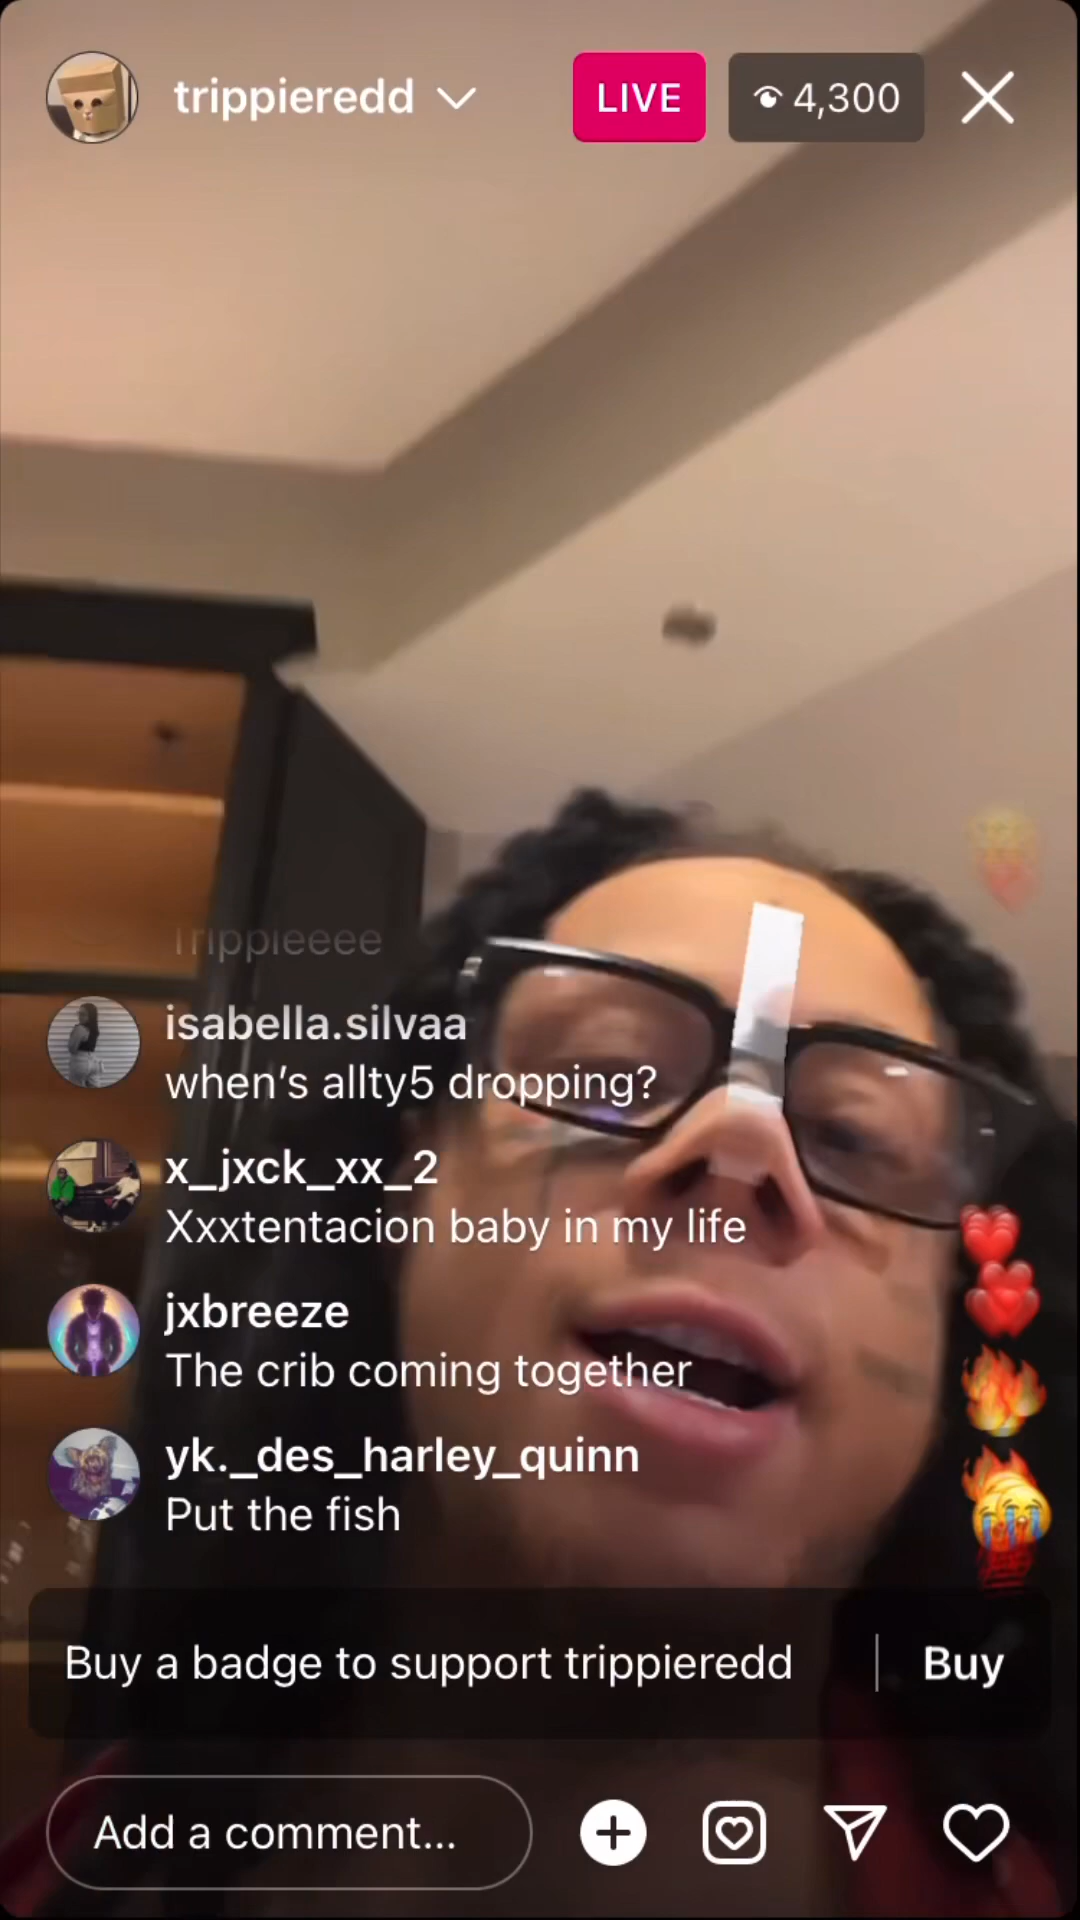 trippieredd
LIVE
4,300
Trippieeee
isabella.silvaa
when's allty5 dropping?
x_jxck_xx_2
Xxxtentacion baby in my life
jxbreeze
The crib coming together
yk._des_harley_quinn
Put the fish
Buy a badge to support trippieredd
Buy
Add a comment...